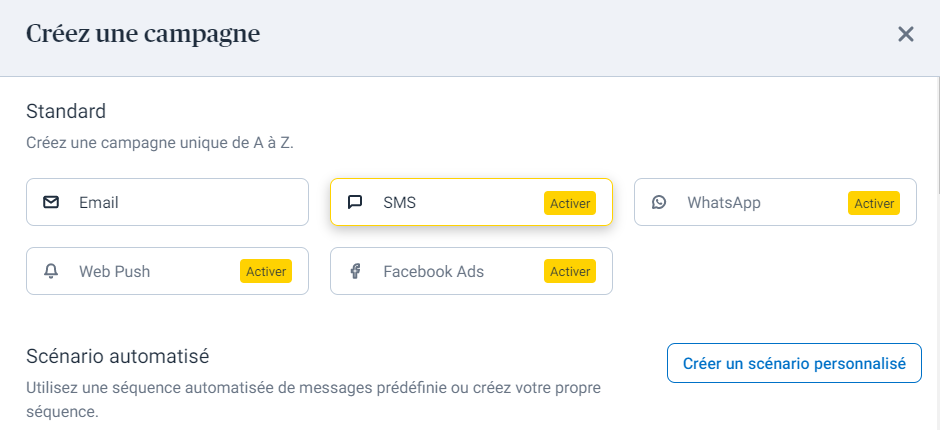 Créez une campagne
Standard
Créez une campagne unique de A à Z.
Email
SMS
Activer
WhatsApp
Activer
Web Push
Activer
Facebook Ads
Activer
Scénario automatisé
Créer un scénario personnalisé
Utilisez une séquence automatisée de messages prédéfinie ou créez votre propre
séquence.